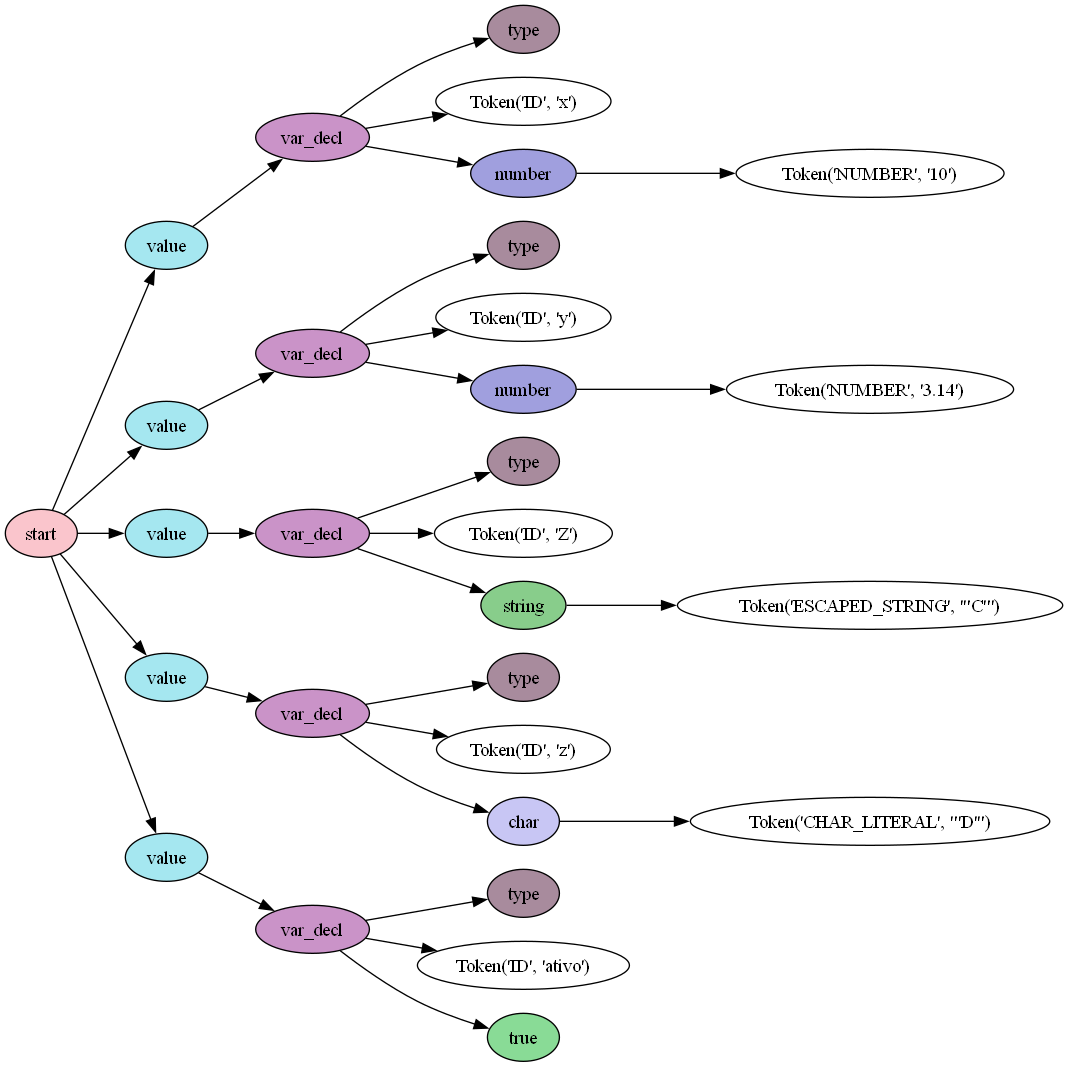 type
Token('ID', 'x')
var_decl
number
Token('NUMBER', '10')
value
type
Token('ID', 'y')
var_decl
number
Token('NUMBER', '3.14')
value
type
start
value
var_decl
Token('ID', 'Z')
string
Token('ESCAPED_STRING', '"C"')
value
type
var_decl
Token('ID', 'z')
char
Token('CHAR_LITERAL', "'D'")
value
type
var_decl
Token('ID', 'ativo')
true